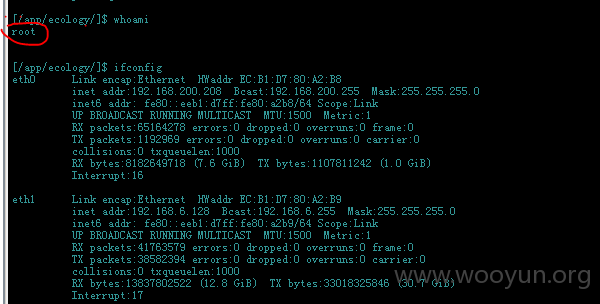 [/app/ecology/]$ whoami
root
[/app/ecology/]$ ifconfig
eth0 Link encap:Ethernet HWaddr EC:B1:D7:80:A2:B8
inet addr:192.168.200.208 Bcast:192.168.200.255 Mask:255.255.255.0
inet6 addr: fe80::eeb1:d7ff:fe80:a2b8/64 Scope:Link
UP BROADCAST RUNNING MULTICAST MTU:1500 Metric:1
RX packets:65164278 errors:0 dropped:0 overruns:0 frame:0
TX packets:1192969 errors:0 dropped:0 overruns:0 carrier:0
collisions:0 txqueuelen:1000
RX bytes:8182649718 (7.6 GiB) TX bytes:1107811242 (1.0 GiB)
Interrupt:16
eth1 Link encap:Ethernet HWaddr EC:B1:D7:80:A2:B9
inet addr:192.168.6.128 Bcast:192.168.6.255 Mask:255.255.255.0
inet6 addr: fe80::eeb1:d7ff:fe80:a2b9/64 Scope:Link
UP BROADCAST RUNNING MULTICAST MTU:1500 Metric:1
RX packets:41763579 errors:0 dropped:0 overruns:0 frame:0
TX packets:38582394 errors:0 dropped:0 overruns:0 carrier:0
collisions:0 txqueuelen:1000
RX bytes:13837802522 (12.8 GiB) TX bytes:33018325846 (30.7 GiB)
Interrupt:17
www.wooyun.org